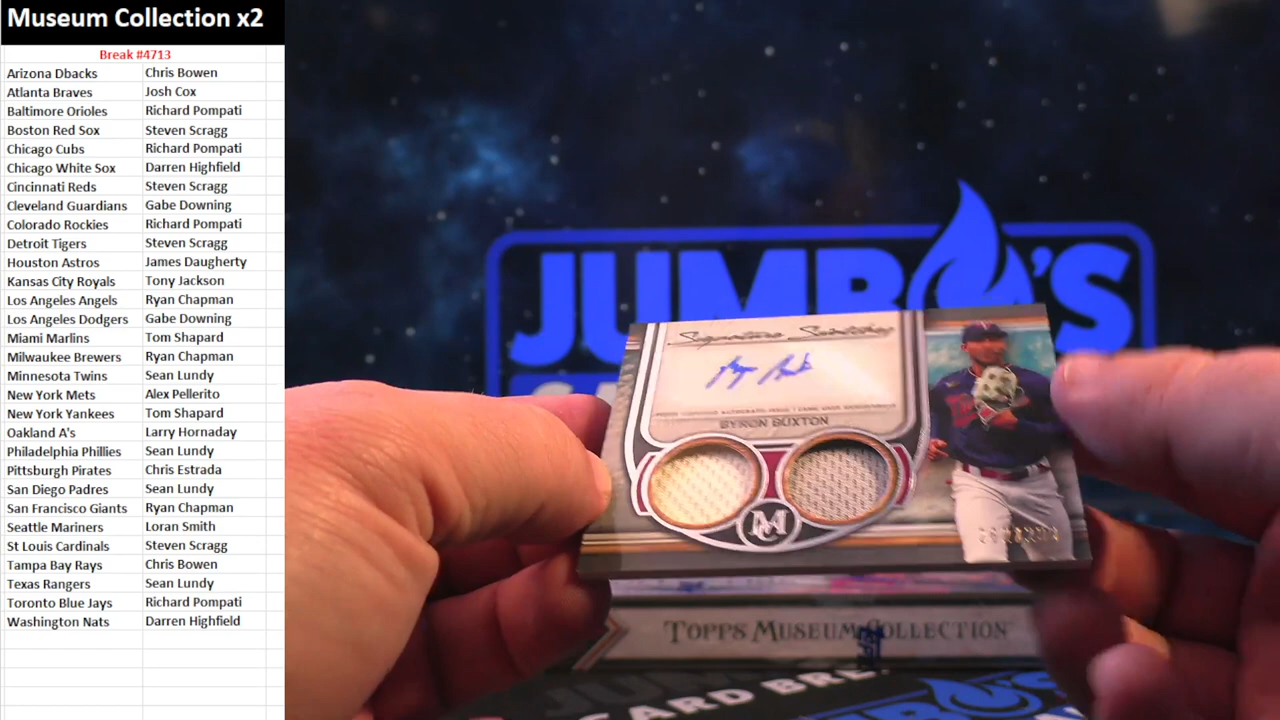 Museum Collection x2
Break #4713
Arizona Dbacks Chris Bowen
Atlanta Braves Josh Cox
Baltimore Orioles Richard Pompati
Boston Red Sox Steven Scragg
Chicago Cubs Richard Pompati
Chicago White Sox Darren Highfield
Cincinnati Reds Steven Scragg
Cleveland Guardians Gabe Downing
Colorado Rockies Richard Pompati
Detroit Tigers Steven Scragg
Houston Astros James Daugherty
Kansas City Royals Tony Jackson
Los Angeles Angels Ryan Chapman
Los Angeles Dodgers Gabe Downing
Miami Marlins Tom Shapard
Milwaukee Brewers Ryan Chapman
Minnesota Twins Sean Lundy
New York Mets Alex Pellerito
New York Yankees Tom Shapard
Oakland A's Larry Hornaday
Philadelphia Phillies Sean Lundy
Pittsburgh Pirates Chris Estrada
San Diego Padres Sean Lundy
San Francisco Giants Ryan Chapman
Seattle Mariners Loran Smith
St Louis Cardinals Steven Scragg
Tampa Bay Rays Chris Bowen
Texas Rangers Sean Lundy
Toronto Blue Jays Richard Pompati
Washington Nats Darren Highfield
JUMBO'S
Signature Swatches
BYRON BUXTON
MC
TOPPS MUSEUM COLLECTION
CARD BRE